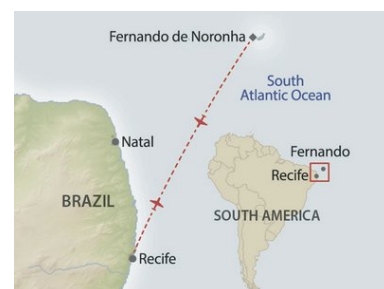 Fernando de Noronha
South
Atlantic Ocean
Natal
Fernando
Recife
BRAZIL
SOUTH AMERICA
Recife